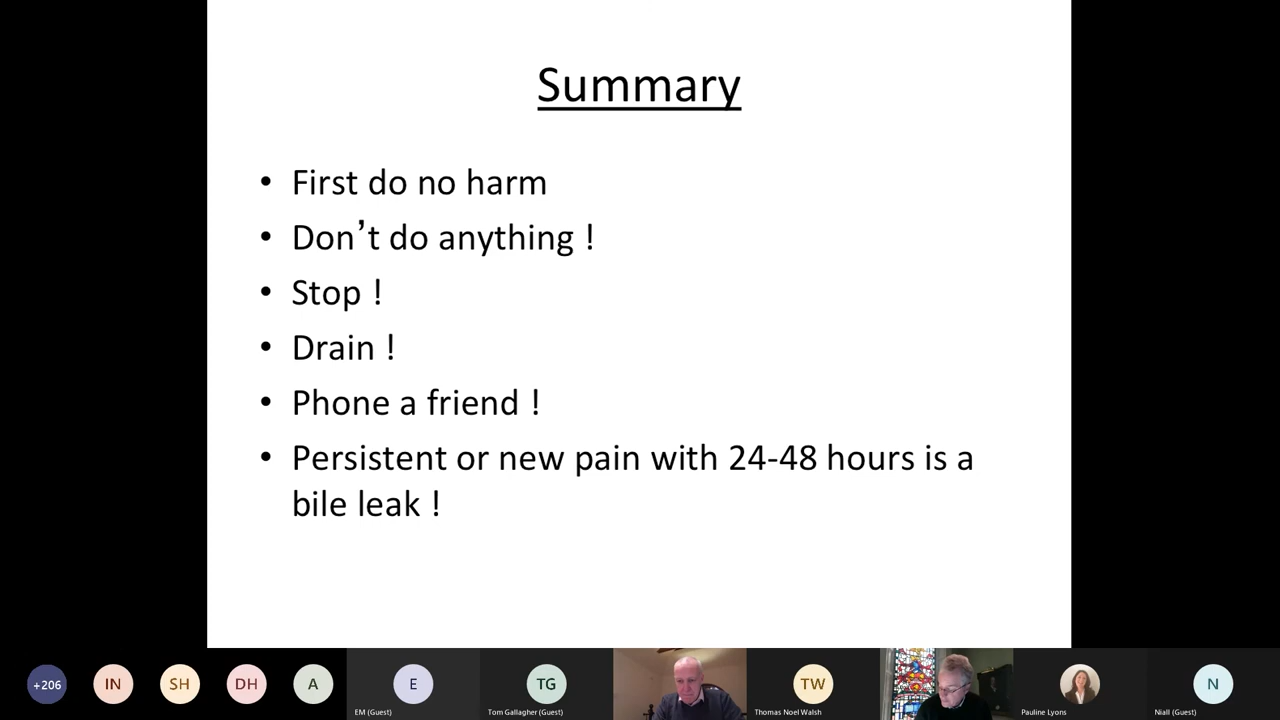 Summary
• First do no harm
• Don’t do anything !
• Stop !
• Drain !
• Phone a friend !
• Persistent or new pain with 24-48 hours is a
bile leak !
+206
IN
SH
DH
A
E
EM (Guest)
TG
Tom Gallagher (Guest)
TW
Thomas Noel Walsh
Pauline Lyons
N
Niall (Guest)